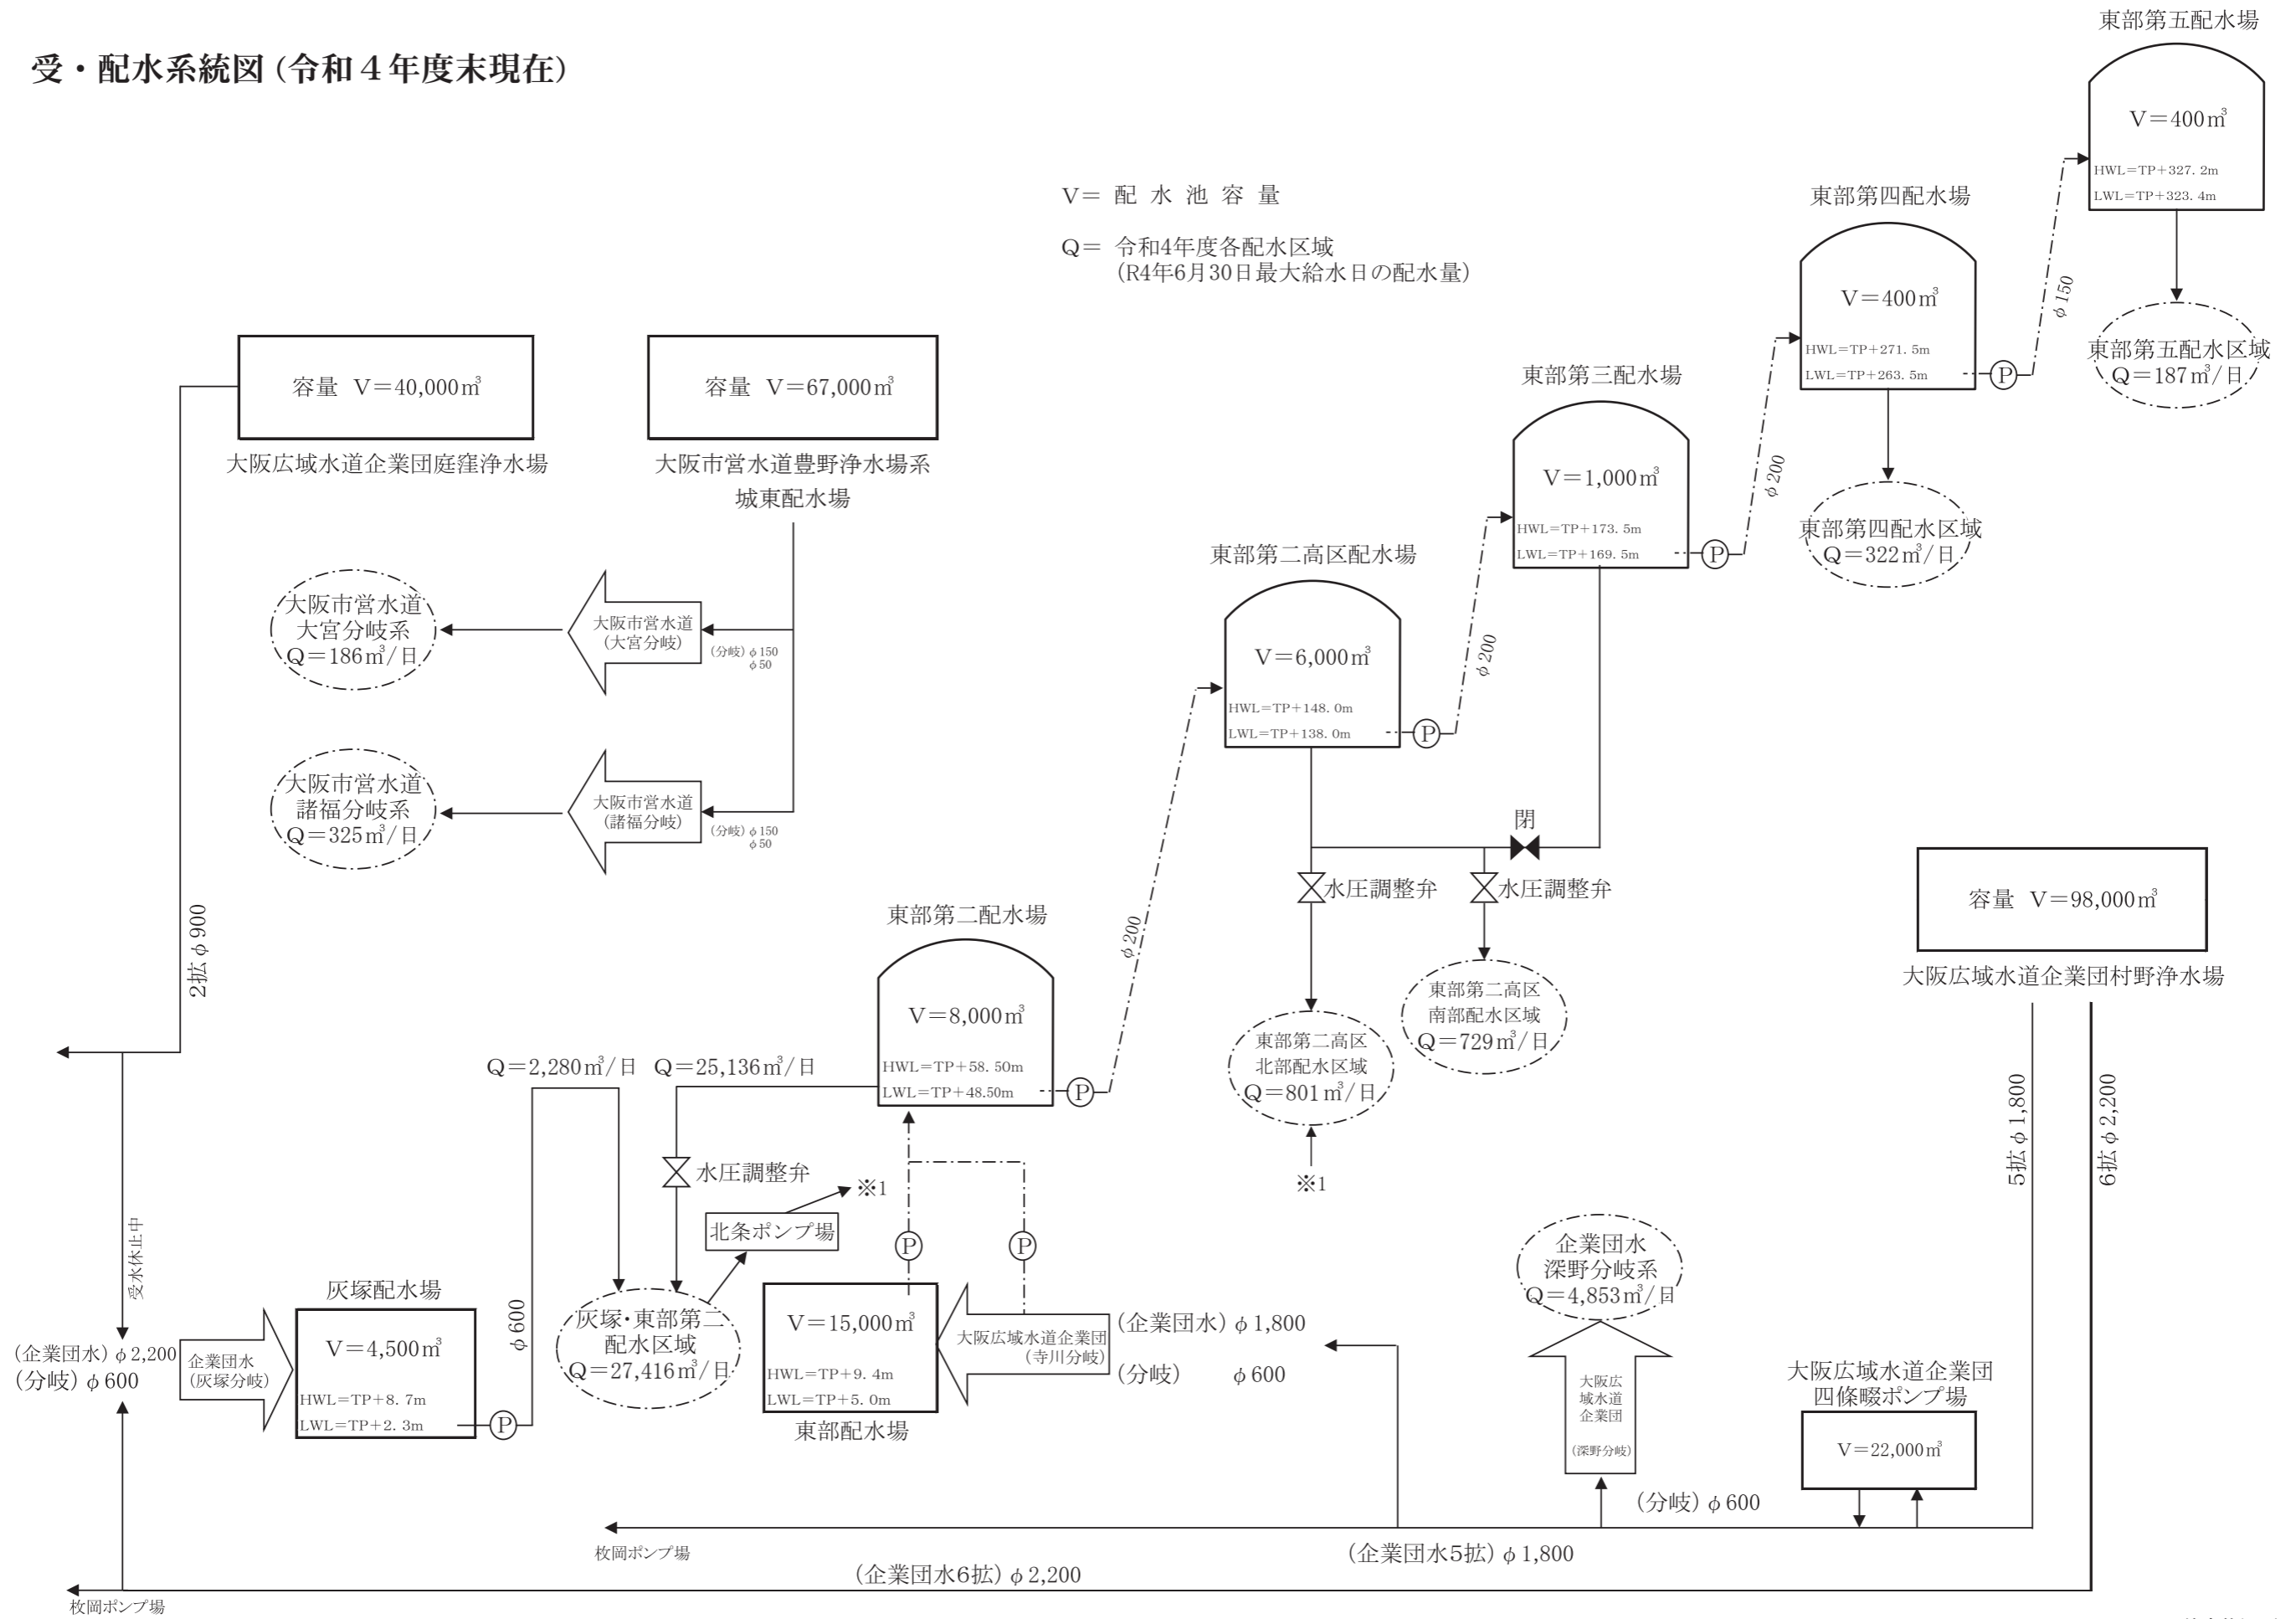 受・配水系統図 (令和４年度末現在)
V＝ 配 水 池 容 量
Q＝ 令和4年度各配水区域
(R4年6月30日最大給水日の配水量)
東部第五配水場
V＝400㎥
HWL＝TP＋327. 2m
LWL＝TP＋323. 4m
φ150
東部第五配水区域
Q＝187㎥/日
東部第四配水場
V＝400㎥
HWL＝TP＋271. 5m
LWL＝TP＋263. 5m
P
φ200
東部第四配水区域
Q＝322㎥/日
東部第三配水場
V＝1,000㎥
HWL＝TP＋173. 5m
LWL＝TP＋169. 5m
P
φ200
東部第二高区配水場
V＝6,000㎥
HWL＝TP＋148. 0m
LWL＝TP＋138. 0m
P
φ200
閉
水圧調整弁
水圧調整弁
東部第二高区
南部配水区域
Q＝729㎥/日
東部第二高区
北部配水区域
Q＝801㎥/日
※1
容量 V＝40,000㎥
大阪広域水道企業団庭窪浄水場
容量 V＝67,000㎥
大阪市営水道豊野浄水場系
城東配水場
大阪市営水道
大宮分岐系
Q＝186㎥/日
大阪市営水道
(大宮分岐)
(分岐) φ150
φ50
大阪市営水道
諸福分岐系
Q＝325㎥/日
大阪市営水道
(諸福分岐)
(分岐) φ150
φ50
2拡 φ900
東部第二配水場
V＝8,000㎥
HWL＝TP＋58. 50m
LWL＝TP＋48.50m
P
Q＝2,280㎥/日
Q＝25,136㎥/日
水圧調整弁
※1
北条ポンプ場
P
P
受水休止中
(企業団水) φ2,200
(分岐) φ600
企業団水
(灰塚分岐)
灰塚配水場
V＝4,500㎥
HWL＝TP＋8. 7m
LWL＝TP＋2. 3m
P
φ600
灰塚・東部第二
配水区域
Q＝27,416㎥/日
V＝15,000㎥
HWL＝TP＋9. 4m
LWL＝TP＋5. 0m
東部配水場
大阪広域水道企業団
(寺川分岐)
(企業団水) φ1,800
(分岐) φ600
企業団水
深野分岐系
Q＝4,853㎥/日
大阪広
域水道
企業団
(深野分岐)
(分岐) φ600
大阪広域水道企業団
四條畷ポンプ場
V＝22,000㎥
容量 V＝98,000㎥
大阪広域水道企業団村野浄水場
5拡 φ1,800
6拡 φ2,200
枚岡ポンプ場
(企業団水5拡) φ1,800
(企業団水6拡) φ2,200
枚岡ポンプ場